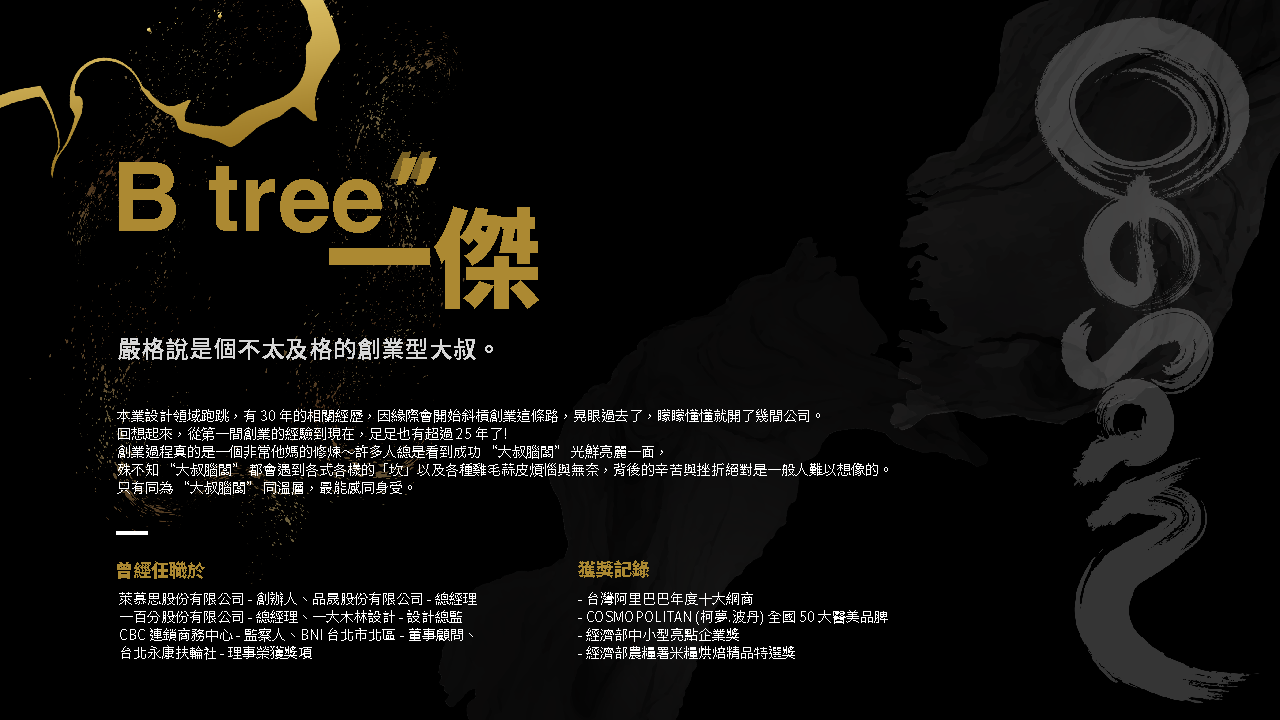 B tree”
一傑
嚴格說是個不太及格的創業型大叔。
本業設計領域跑跳，有 30 年的相關經歷，因緣際會開始斜槓創業這條路，晃眼過去了，矇矇懂懂就開了幾間公司。
回想起來，從第一間創業的經驗到現在，足足也有超過 25 年了!
創業過程真的是一個非常他媽的修煉～許多人總是看到成功 “大叔腦闆” 光鮮亮麗一面，
殊不知 “大叔腦闆” 都會遇到各式各樣的「坎」以及各種雞毛蒜皮煩惱與無奈，背後的辛苦與挫折絕對是一般人難以想像的。
只有同為 “大叔腦闆” 同溫層，最能感同身受。
曾經任職於
萊慕思股份有限公司 - 創辦人、品晟股份有限公司 - 總經理
一百分股份有限公司 - 總經理、一大木林設計 - 設計總監
CBC 連鎖商務中心 - 監察人、BNI 台北市北區 - 董事顧問、
台北永康扶輪社 - 理事榮獲獎項
獲獎記錄
- 台灣阿里巴巴年度十大網商
- COSMOPOLITAN (柯夢.波丹) 全國 50 大醫美品牌
- 經濟部中小型亮點企業獎
- 經濟部農糧署米糧烘焙精品特選獎